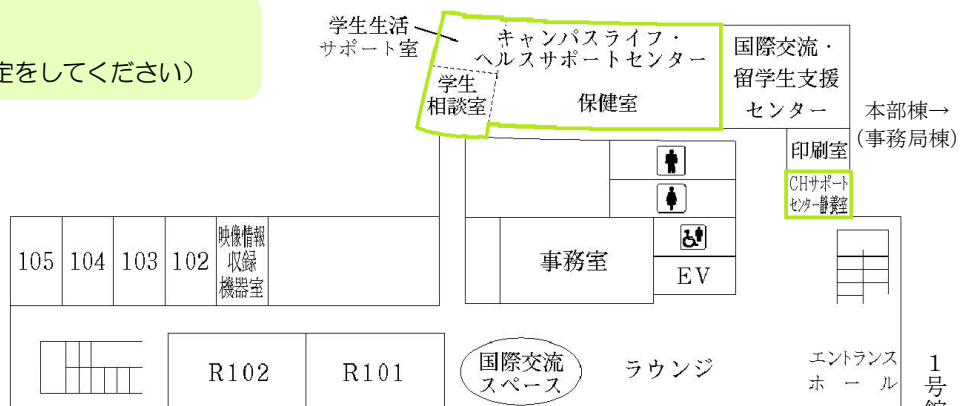 定をしてください）
学生生活
サポート室
キャンパスライフ・
ヘルスサポートセンター
学生
相談室
保健室
国際交流・
留学生支援
センター
本部棟→
（事務局棟）
印刷室
CHサポート
センター静養室
105
104
103
102
映像情報
収録
機器室
事務室
EV
R102
R101
国際交流
スペース
ラウンジ
エントランス
ホール
1号館